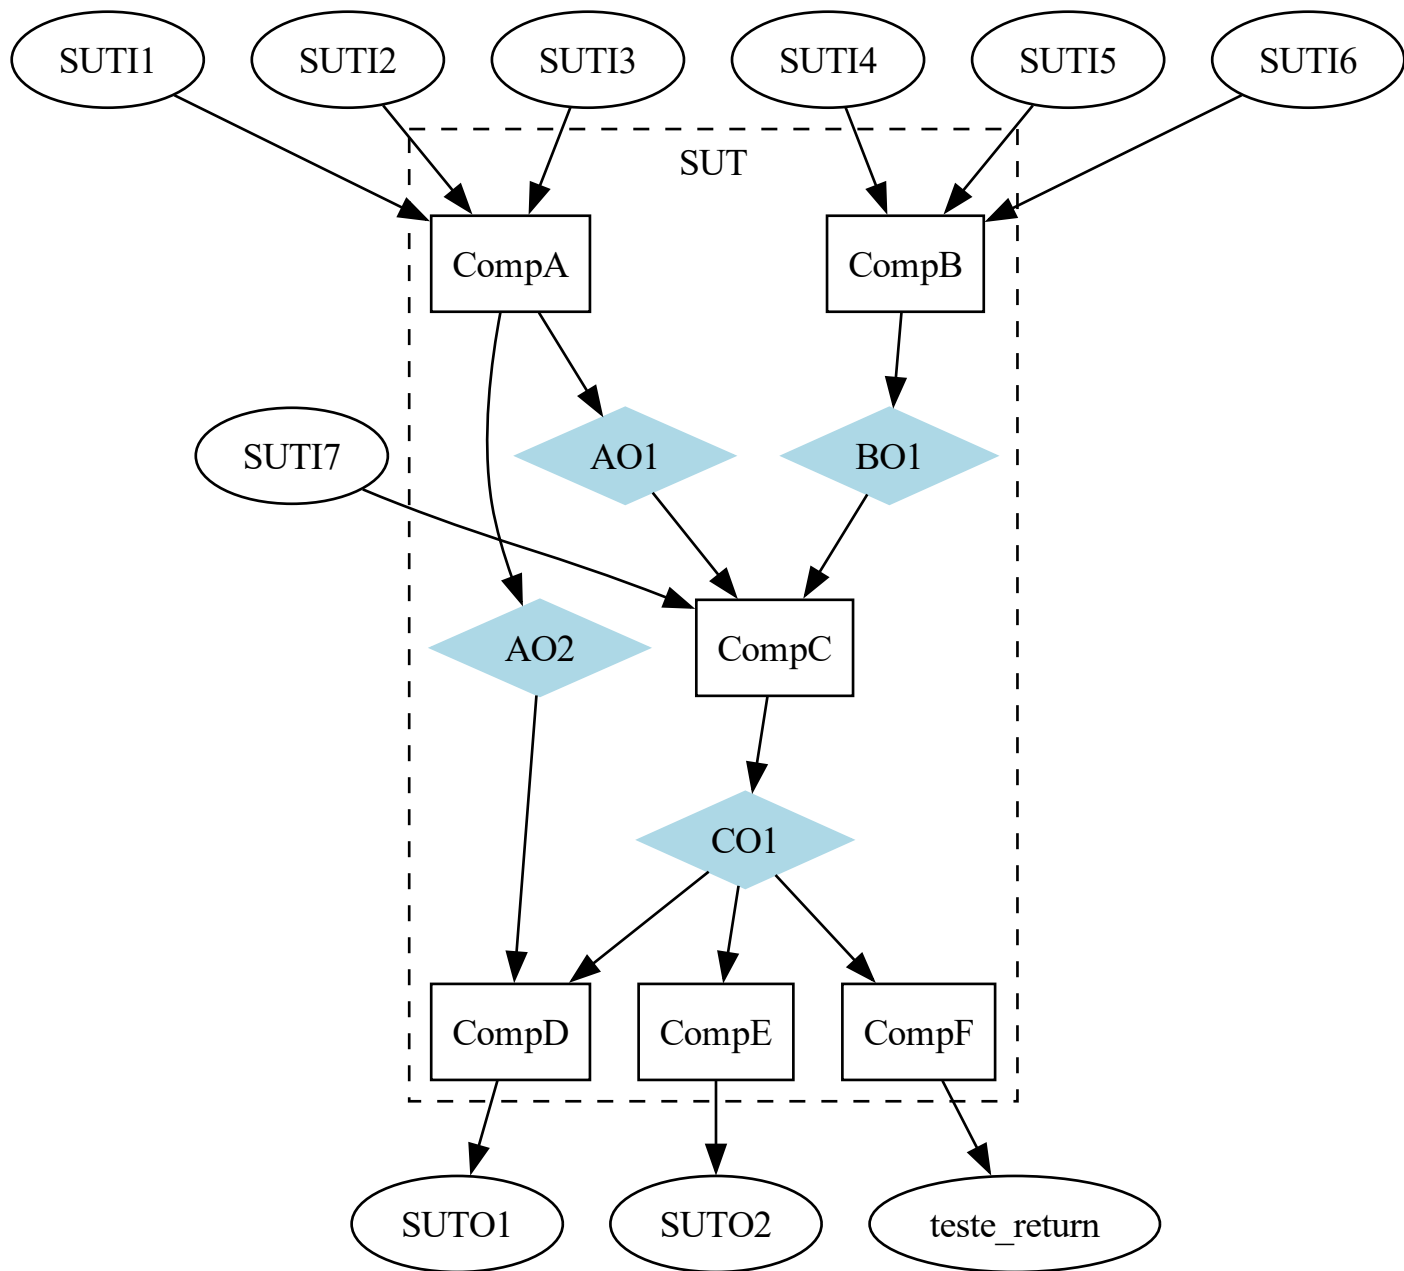 SUTI1
SUTI2
SUTI3
SUTI4
SUTI5
SUTI6
SUT
CompA
CompB
SUTI7
AO1
BO1
AO2
CompC
CO1
CompD
CompE
CompF
SUTO1
SUTO2
teste_return